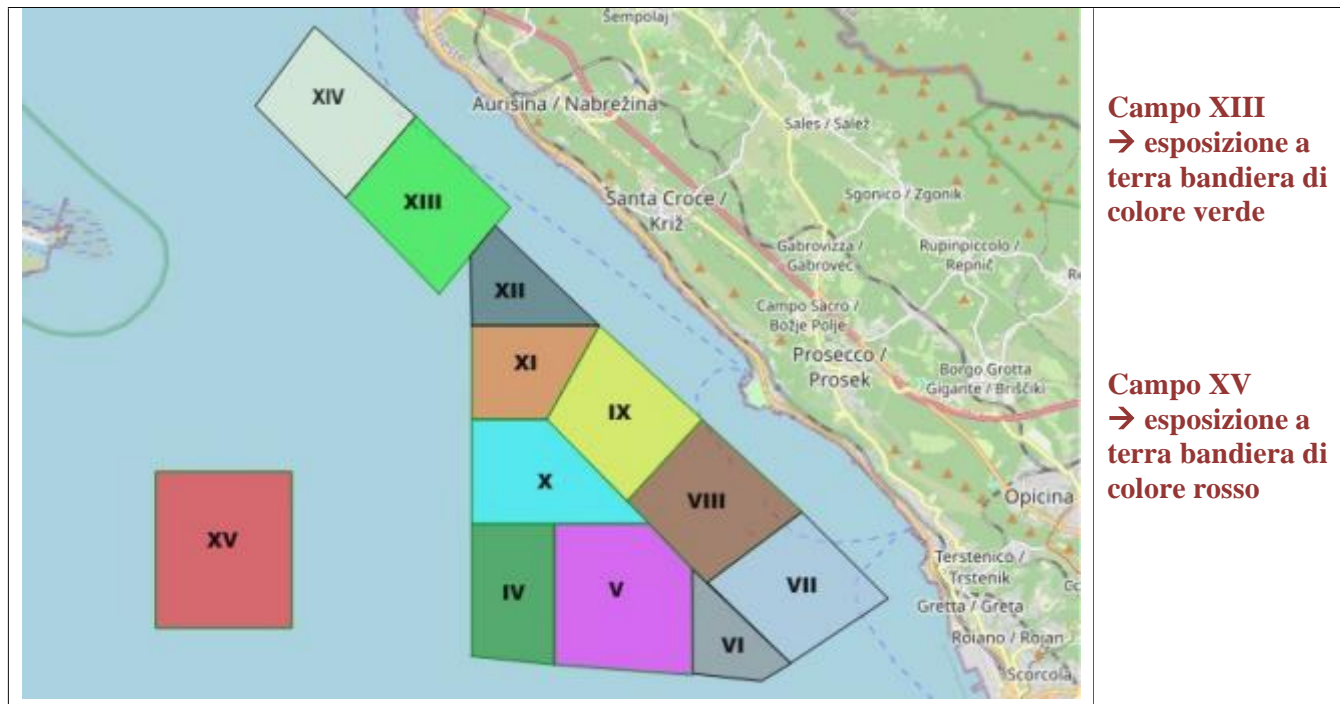 Šempolaj
Trieste
XIV
Aurisina / Nabrežina
Sales / Salež
XIII
Santa Croce /
Križ
Sgonico / Zgonik
Gabrovizza /
Gabrovec
Rupinpiccolo /
Repnič
Re
XII
Campo Sacro /
Božje Polje
XI
Prosecco /
Prosek
Borgo Grotta
Gigante / Briščiki
IX
X
VIII
Opicina
XV
Terstenico /
Trstenik
IV
V
VII
Gretta / Greta
VI
Roiano / Rojan
Scorcola
Campo XIII
→ esposizione a
terra bandiera di
colore verde
Campo XV
→ esposizione a
terra bandiera di
colore rosso